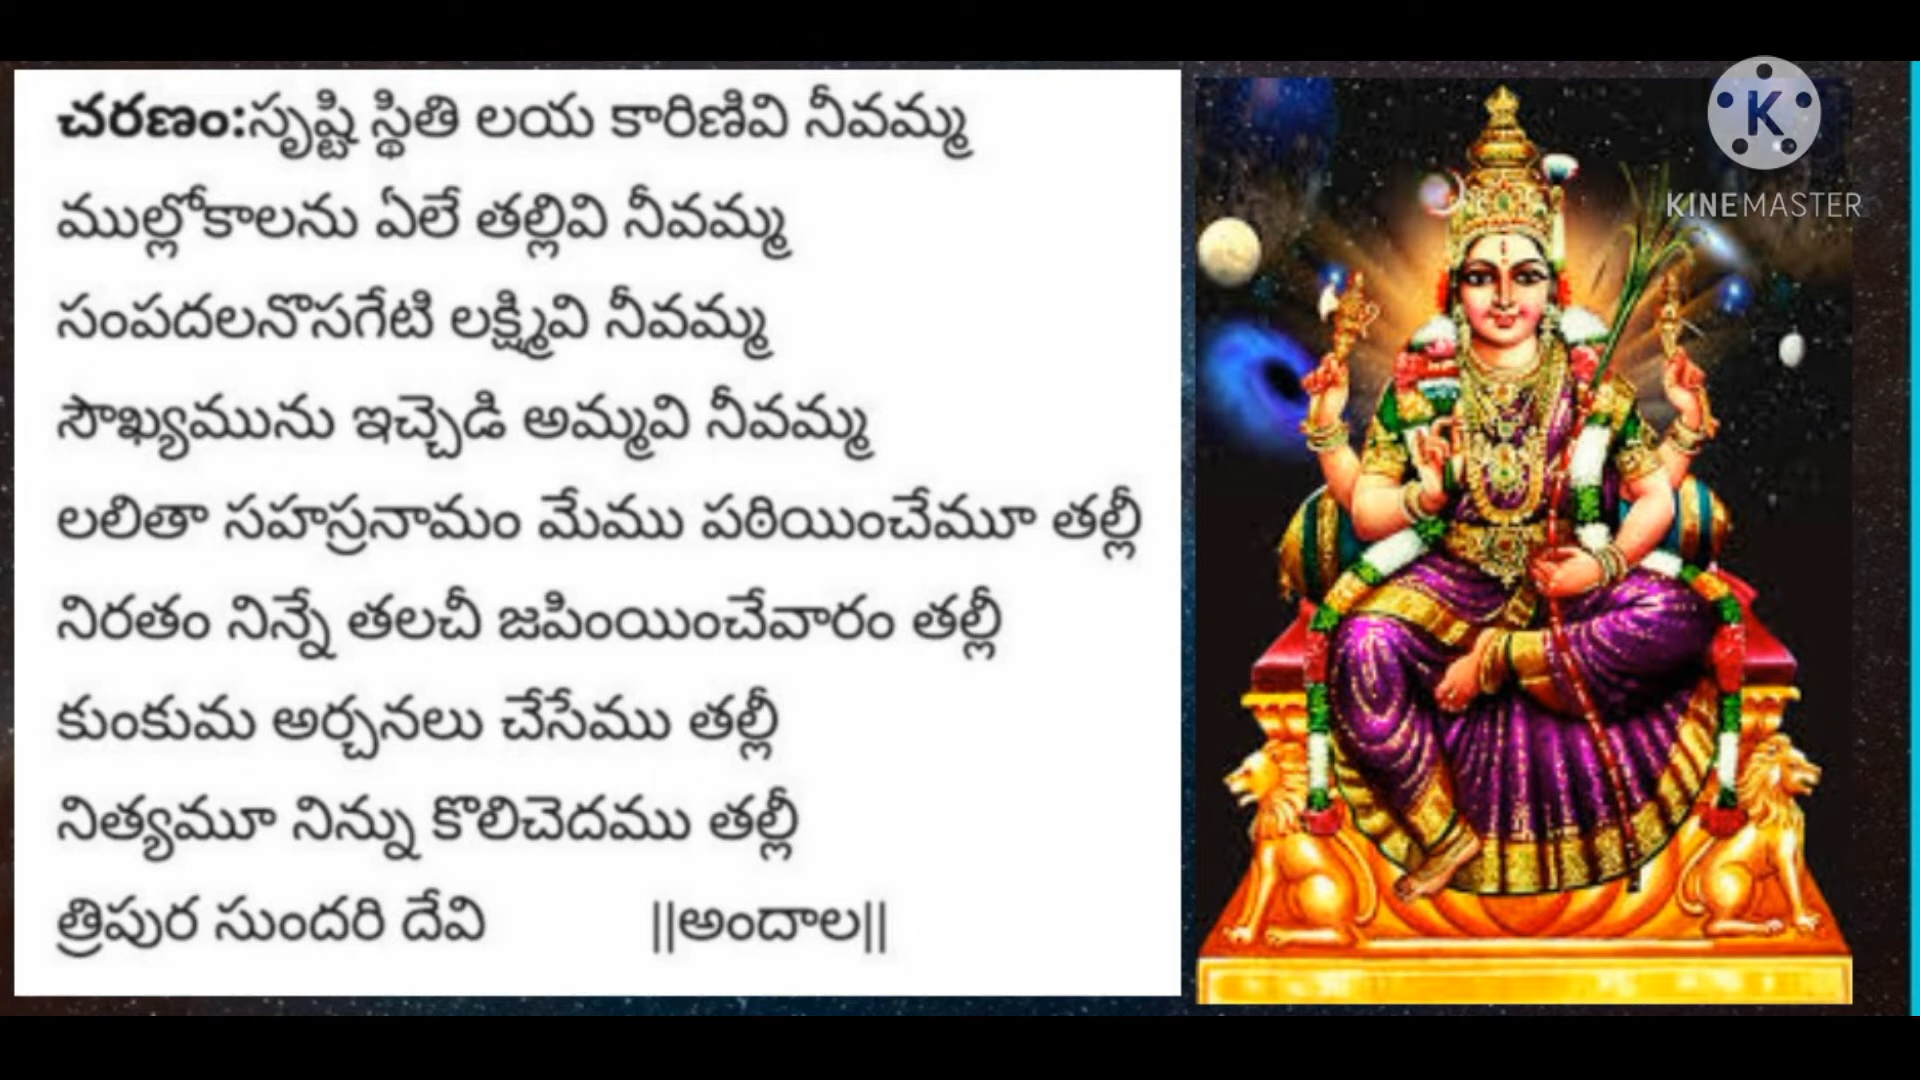 చరణం:సృష్టి స్థితి లయ కారిణివి నీవమ్మ
ముల్లోకాలను ఏలే తల్లివి నీవమ్మ
సంపదలనొసగేటి లక్ష్మివి నీవమ్మ
సౌఖ్యమును ఇచ్చెడి అమ్మవి నీవమ్మ
లలితా సహస్రనామం మేము పఠియించేమూ తల్లీ
నిరతం నిన్నే తలచీ జపింయించేవారం తల్లీ
కుంకుమ అర్చనలు చేసేము తల్లీ
నిత్యమూ నిన్ను కొలిచెదము తల్లీ
త్రిపుర సుందరి దేవి ||అందాల||
K
KINEMASTER